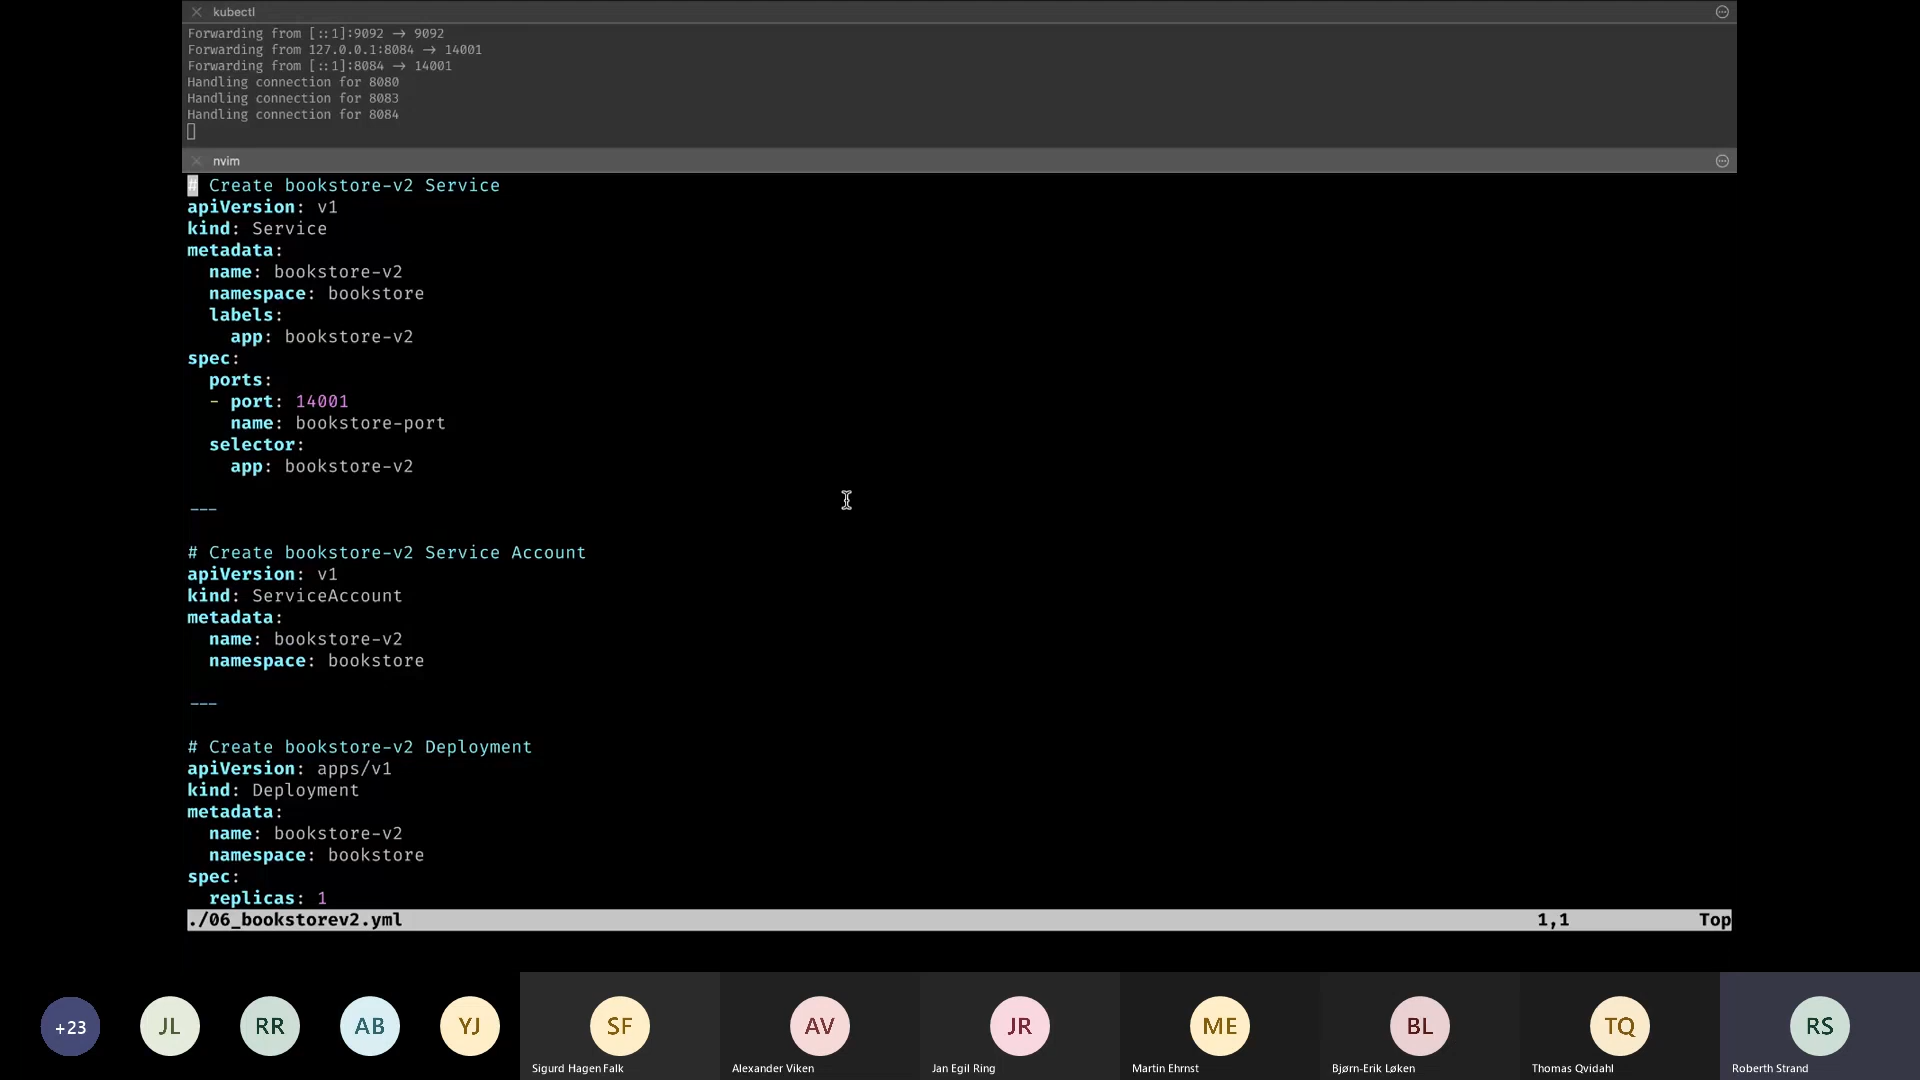 kubectl
Forwarding from [::1]:9092 → 9092
Forwarding from 127.0.0.1:8084 → 14001
Forwarding from [::1]:8084 → 14001
Handling connection for 8080
Handling connection for 8083
Handling connection for 8084
nvim
# Create bookstore-v2 Service
apiVersion: v1
kind: Service
metadata:
  name: bookstore-v2
  namespace: bookstore
  labels:
    app: bookstore-v2
spec:
  ports:
  - port: 14001
    name: bookstore-port
  selector:
    app: bookstore-v2
---
# Create bookstore-v2 Service Account
apiVersion: v1
kind: ServiceAccount
metadata:
  name: bookstore-v2
  namespace: bookstore
---
# Create bookstore-v2 Deployment
apiVersion: apps/v1
kind: Deployment
metadata:
  name: bookstore-v2
  namespace: bookstore
spec:
  replicas: 1
./06_bookstorev2.yml 1,1 Top
+23 JL RR AB YJ SF AV JR ME BL TQ RS
Sigurd Hagen Falk Alexander Viken Jan Egil Ring Martin Ehrnst Bjørn-Erik Løken Thomas Qvidahl Roberth Strand